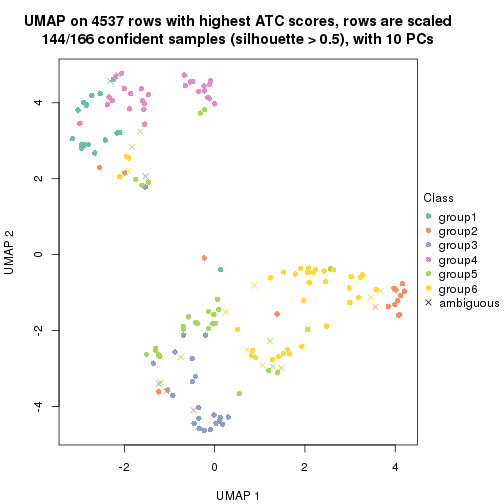 UMAP on 4537 rows with highest ATC scores, rows are scaled
144/166 confident samples (silhouette > 0.5), with 10 PCs
4
2
0
-2
-4
UMAP 2
-2
0
2
4
UMAP 1
Class
group1
group2
group3
group4
group5
group6
ambiguous